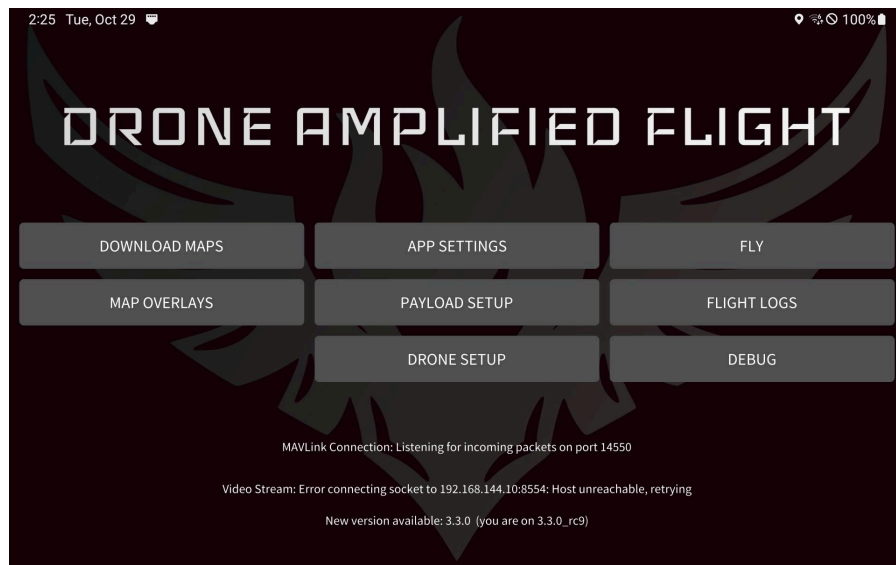 2:25 Tue, Oct 29 100%
DRONE AMPLIFIED FLIGHT
DOWNLOAD MAPS APP SETTINGS FLY
MAP OVERLAYS PAYLOAD SETUP FLIGHT LOGS
DRONE SETUP DEBUG
MAVLink Connection: Listening for incoming packets on port 14550
Video Stream: Error connecting socket to 192.168.144.10:8554: Host unreachable, retrying
New version available: 3.3.0 (you are on 3.3.0_rc9)